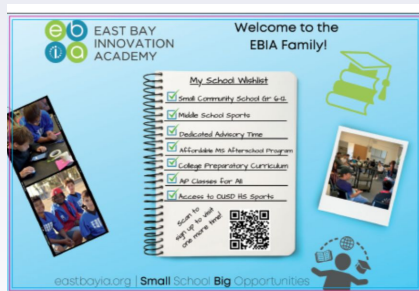 e b i a
EAST BAY
INNOVATION
ACADEMY
Welcome to the
EBIA Family!
My School Wishlist
Small Community School Gr 6-12
Middle School Sports
Dedicated Advisory Time
Affordable MS Afterschool Program
College Preparatory Curriculum
AP Classes for All
Access to OUSD HS Sports
Scan to
sign up to visit
one more time!
eastbayia.org | Small School Big Opportunities